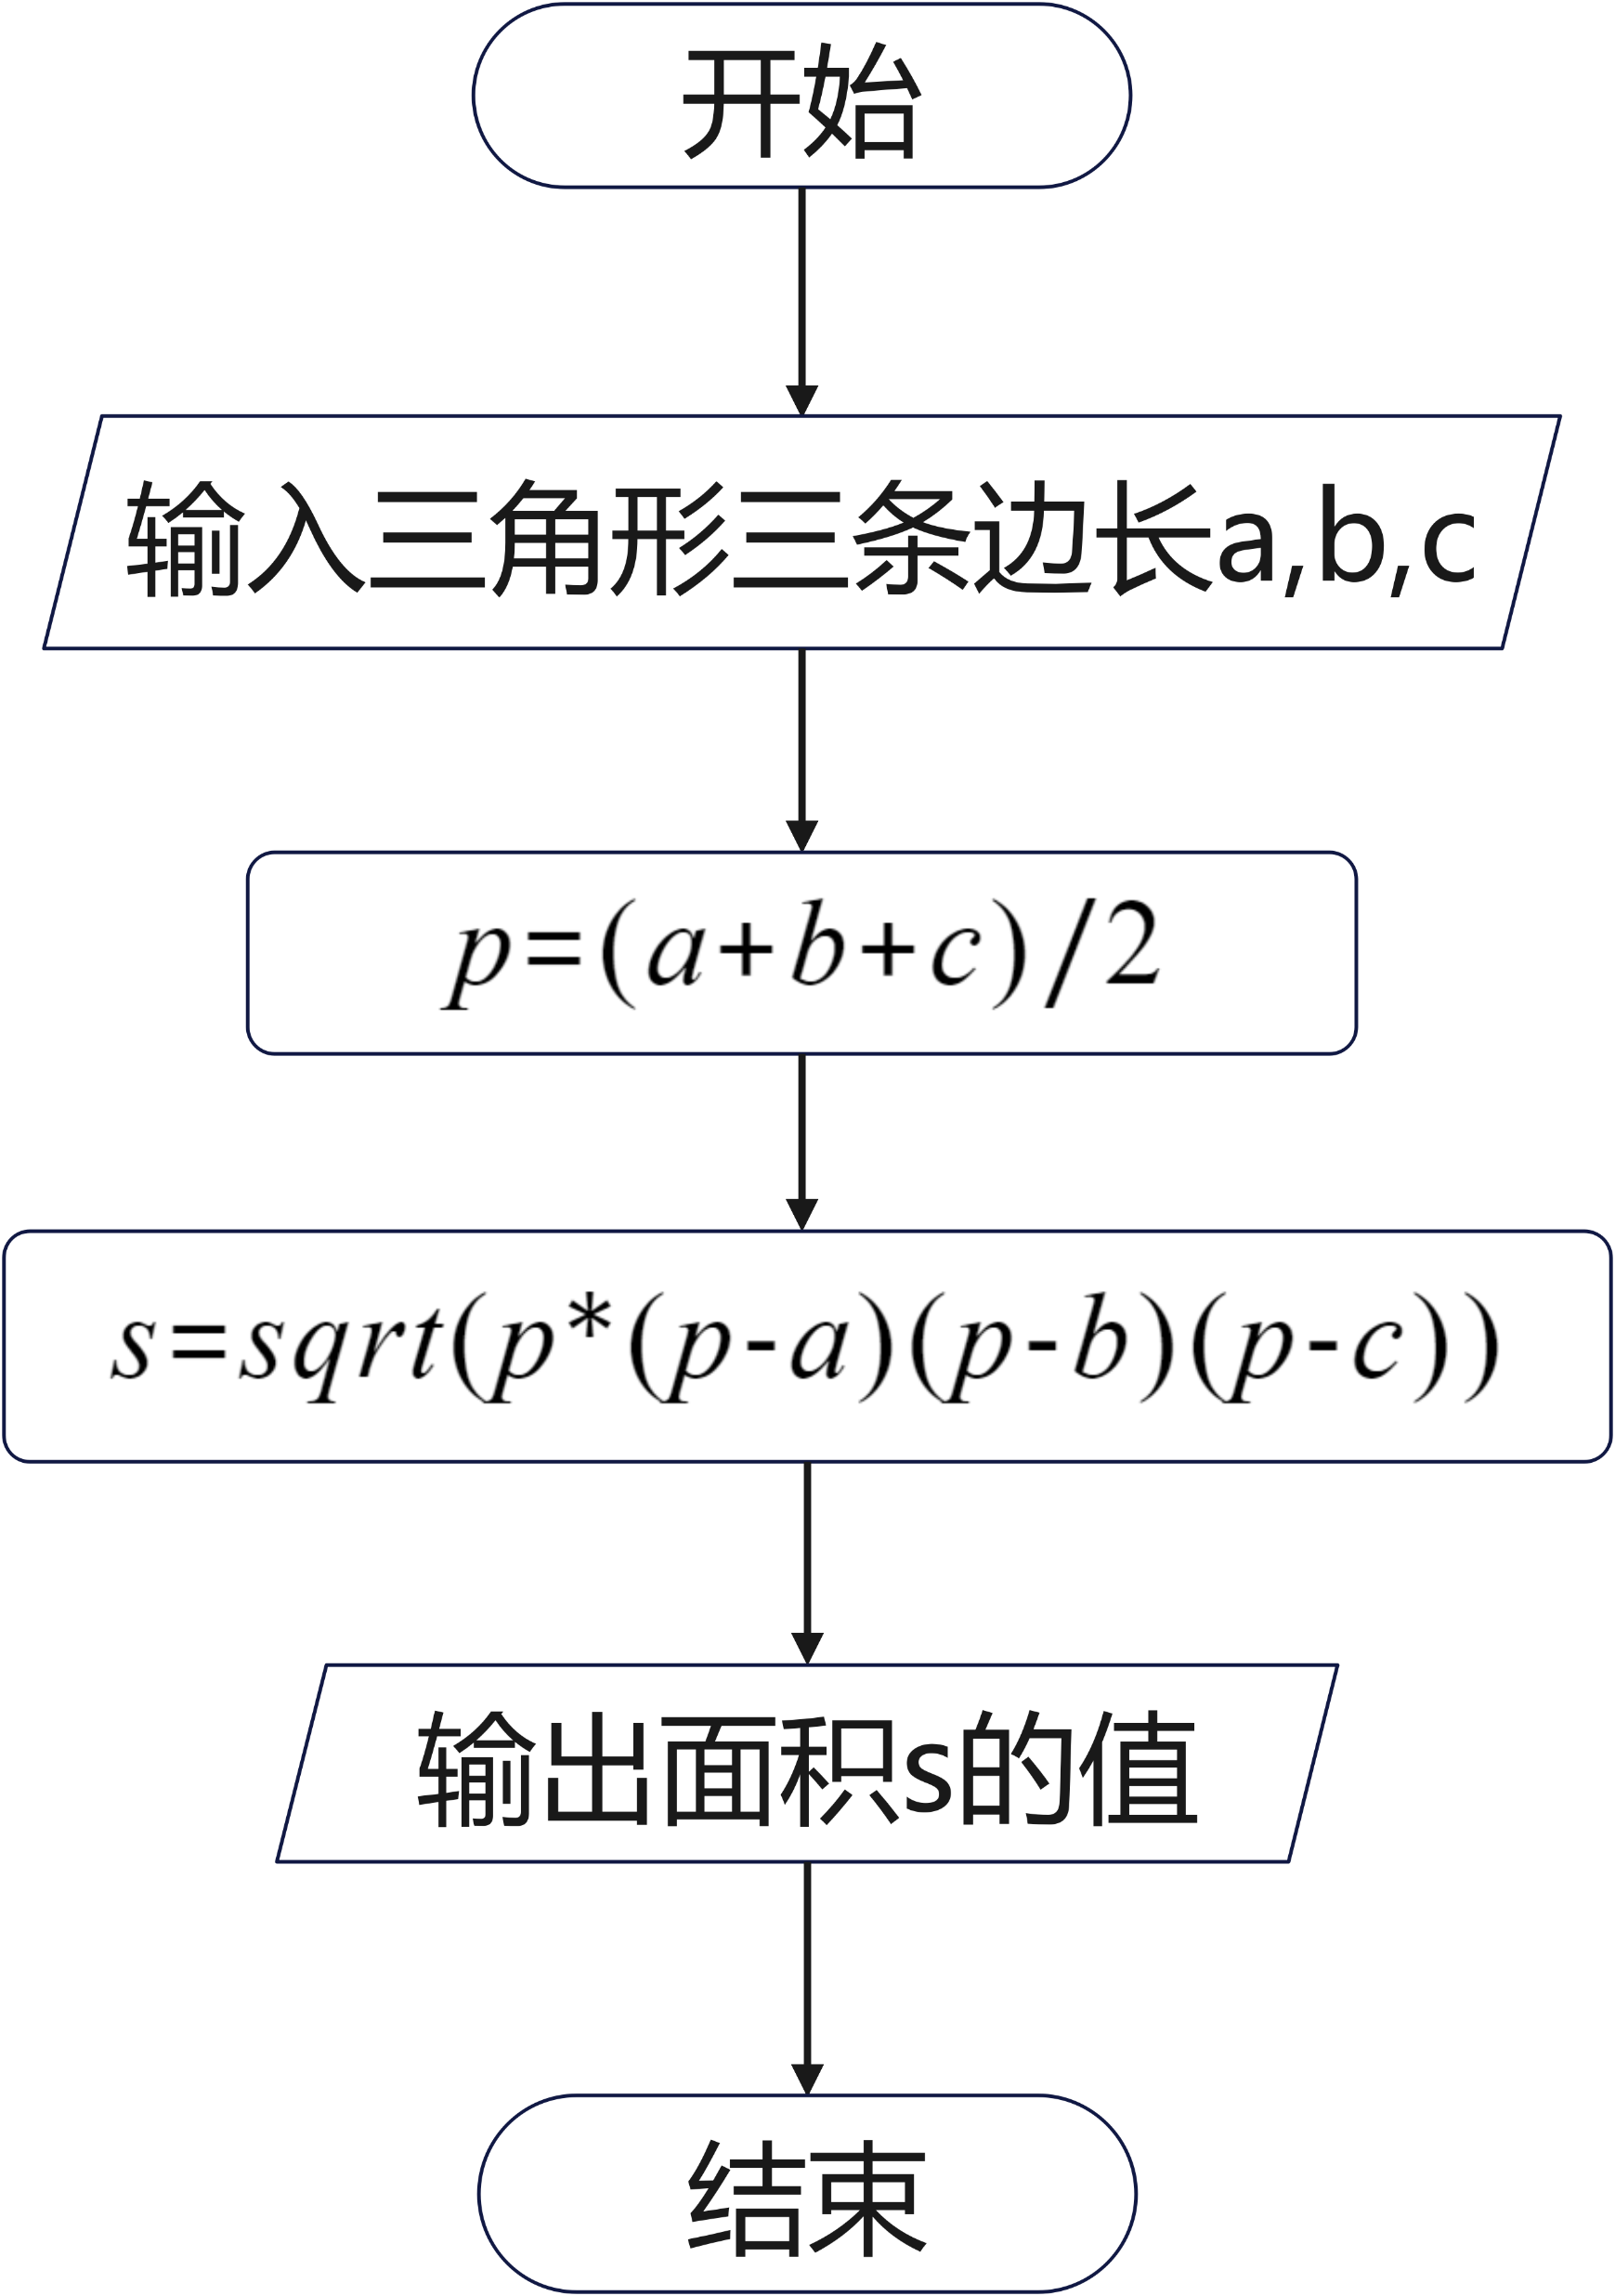 开始
输入三角形三条边长a,b,c
p=(a+b+c)/2
s=sqrt(p*(p-a)(p-b)(p-c))
输出面积s的值
结束